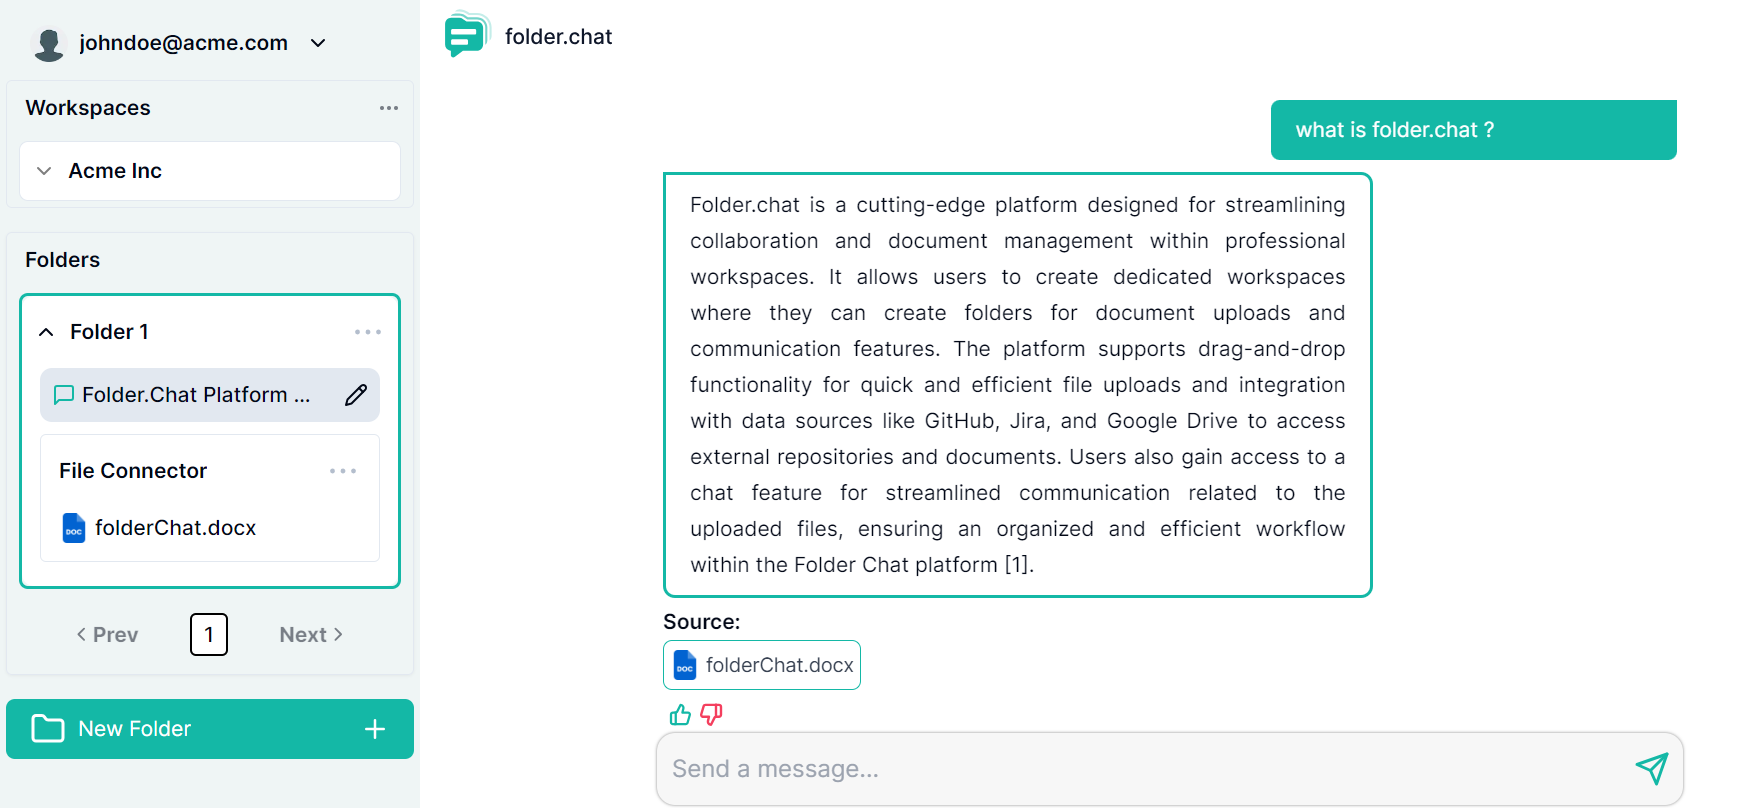 johndoe@acme.com
Workspaces
Acme Inc
Folders
Folder 1
Folder.Chat Platform ...
File Connector
DOC folderChat.docx
Prev 1 Next
New Folder
folder.chat
what is folder.chat ?
Folder.chat is a cutting-edge platform designed for streamlining
collaboration and document management within professional
workspaces. It allows users to create dedicated workspaces
where they can create folders for document uploads and
communication features. The platform supports drag-and-drop
functionality for quick and efficient file uploads and integration
with data sources like GitHub, Jira, and Google Drive to access
external repositories and documents. Users also gain access to a
chat feature for streamlined communication related to the
uploaded files, ensuring an organized and efficient workflow
within the Folder Chat platform [1].
Source:
DOC folderChat.docx
Send a message...